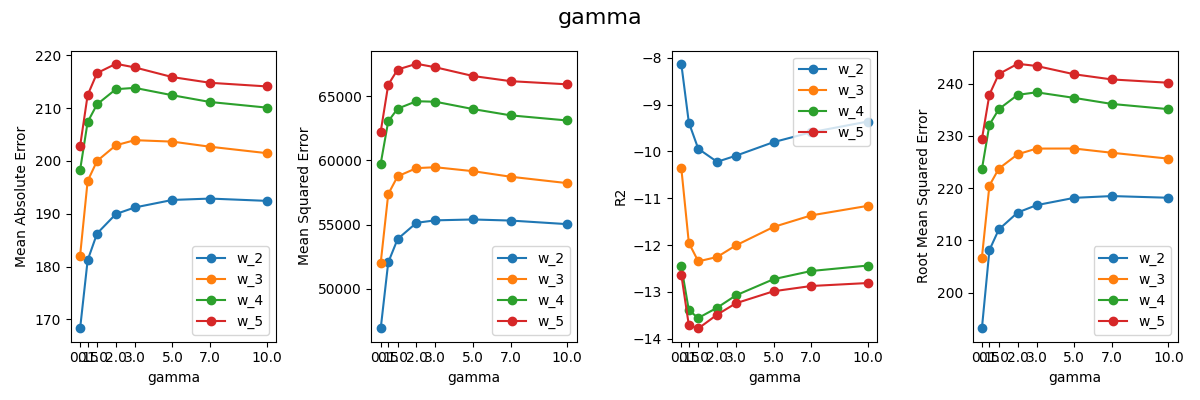 gamma
Mean Absolute Error
220
210
200
190
180
170
2.0
3.0
5.0
7.0
10.0
gamma
w_2
w_3
w_4
w_5
Mean Squared Error
65000
60000
55000
50000
2.0
3.0
5.0
7.0
10.0
gamma
w_2
w_3
w_4
w_5
R2
−8
−9
−10
−11
−12
−13
−14
2.0
3.0
5.0
7.0
10.0
gamma
w_2
w_3
w_4
w_5
Root Mean Squared Error
240
230
220
210
200
2.0
3.0
5.0
7.0
10.0
gamma
w_2
w_3
w_4
w_5